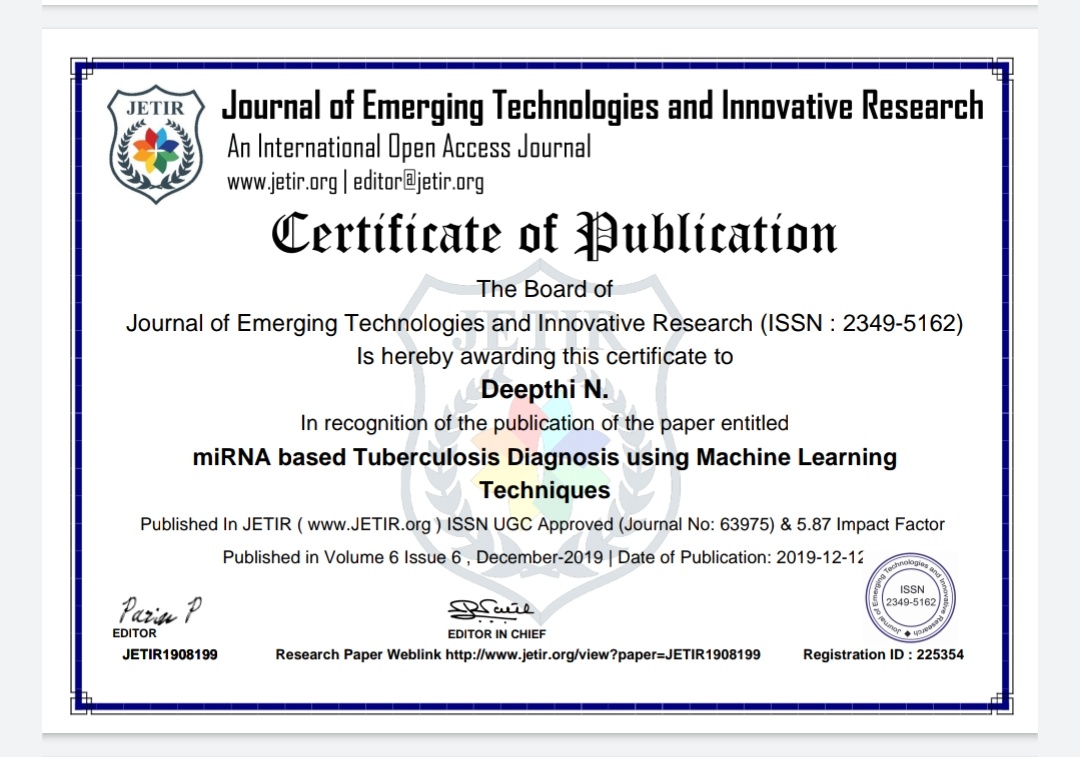 JETIR
Journal of Emerging Technologies and Innovative Research
An International Open Access Journal
www.jetir.org | editor@jetir.org
Certificate of Publication
JETIR
The Board of
Journal of Emerging Technologies and Innovative Research (ISSN : 2349-5162)
Is hereby awarding this certificate to
Deepthi N.
In recognition of the publication of the paper entitled
miRNA based Tuberculosis Diagnosis using Machine Learning
Techniques
Published In JETIR ( www.JETIR.org ) ISSN UGC Approved (Journal No: 63975) & 5.87 Impact Factor
Published in Volume 6 Issue 6 , December-2019 | Date of Publication: 2019-12-12
Journal of Emerging Technologies and Innovative Research
ISSN
2349-5162
EDITOR
EDITOR IN CHIEF
JETIR1908199
Research Paper Weblink http://www.jetir.org/view?paper=JETIR1908199
Registration ID : 225354